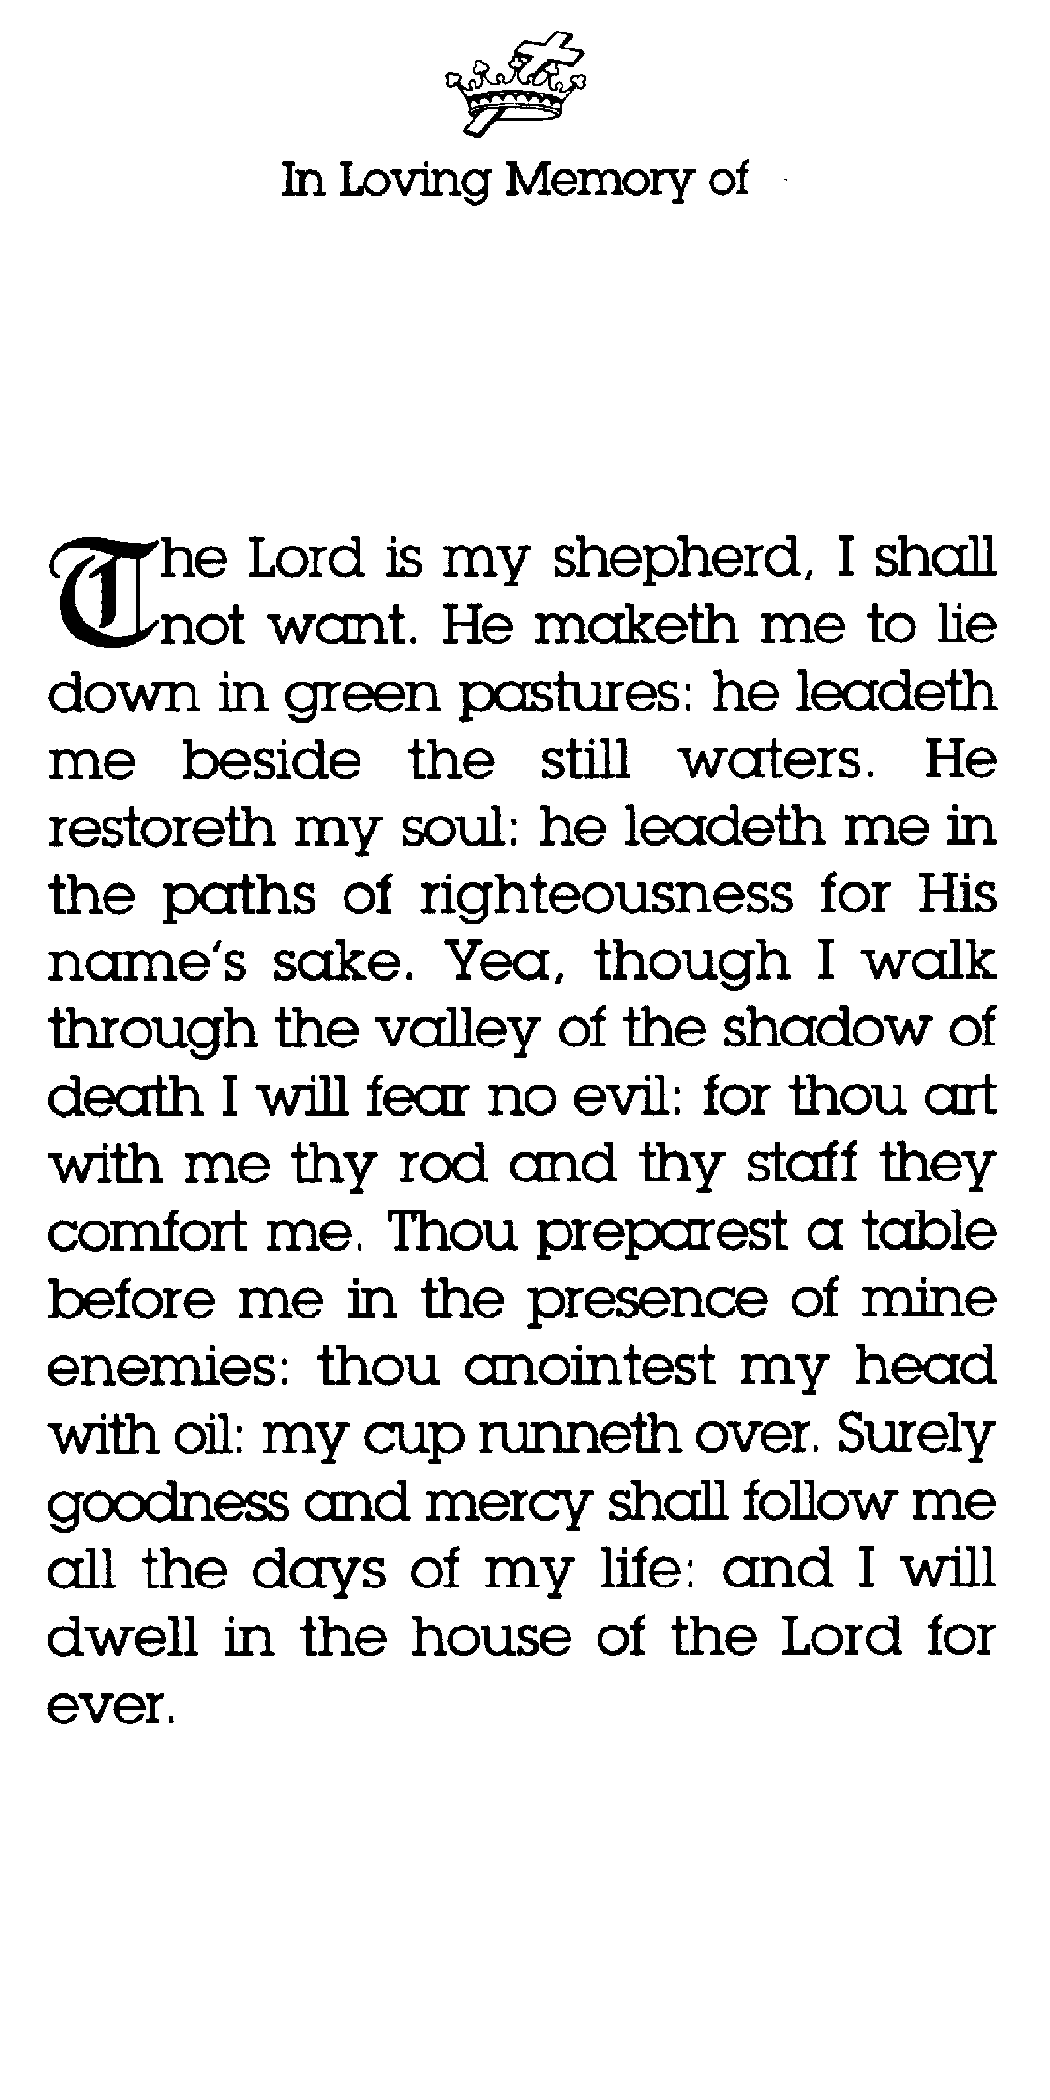 In Loving Memory of
The Lord is my shepherd, I shall
not want. He maketh me to lie
down in green pastures: he leadeth
me beside the still waters. He
restoreth my soul: he leadeth me in
the paths of righteousness for His
name's sake. Yea, though I walk
through the valley of the shadow of
death I will fear no evil: for thou art
with me thy rod and thy staff they
comfort me. Thou preparest a table
before me in the presence of mine
enemies: thou anointest my head
with oil: my cup runneth over. Surely
goodness and mercy shall follow me
all the days of my life: and I will
dwell in the house of the Lord for
ever.